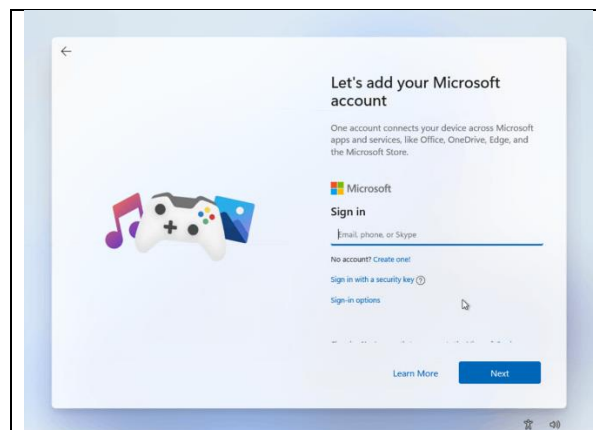 Let's add your Microsoft
account
One account connects your device across Microsoft
apps and services, like Office, OneDrive, Edge, and
the Microsoft Store.
Microsoft
Sign in
Email, phone, or Skype
No account? Create one!
Sign in with a security key
Sign-in options
Learn More
Next